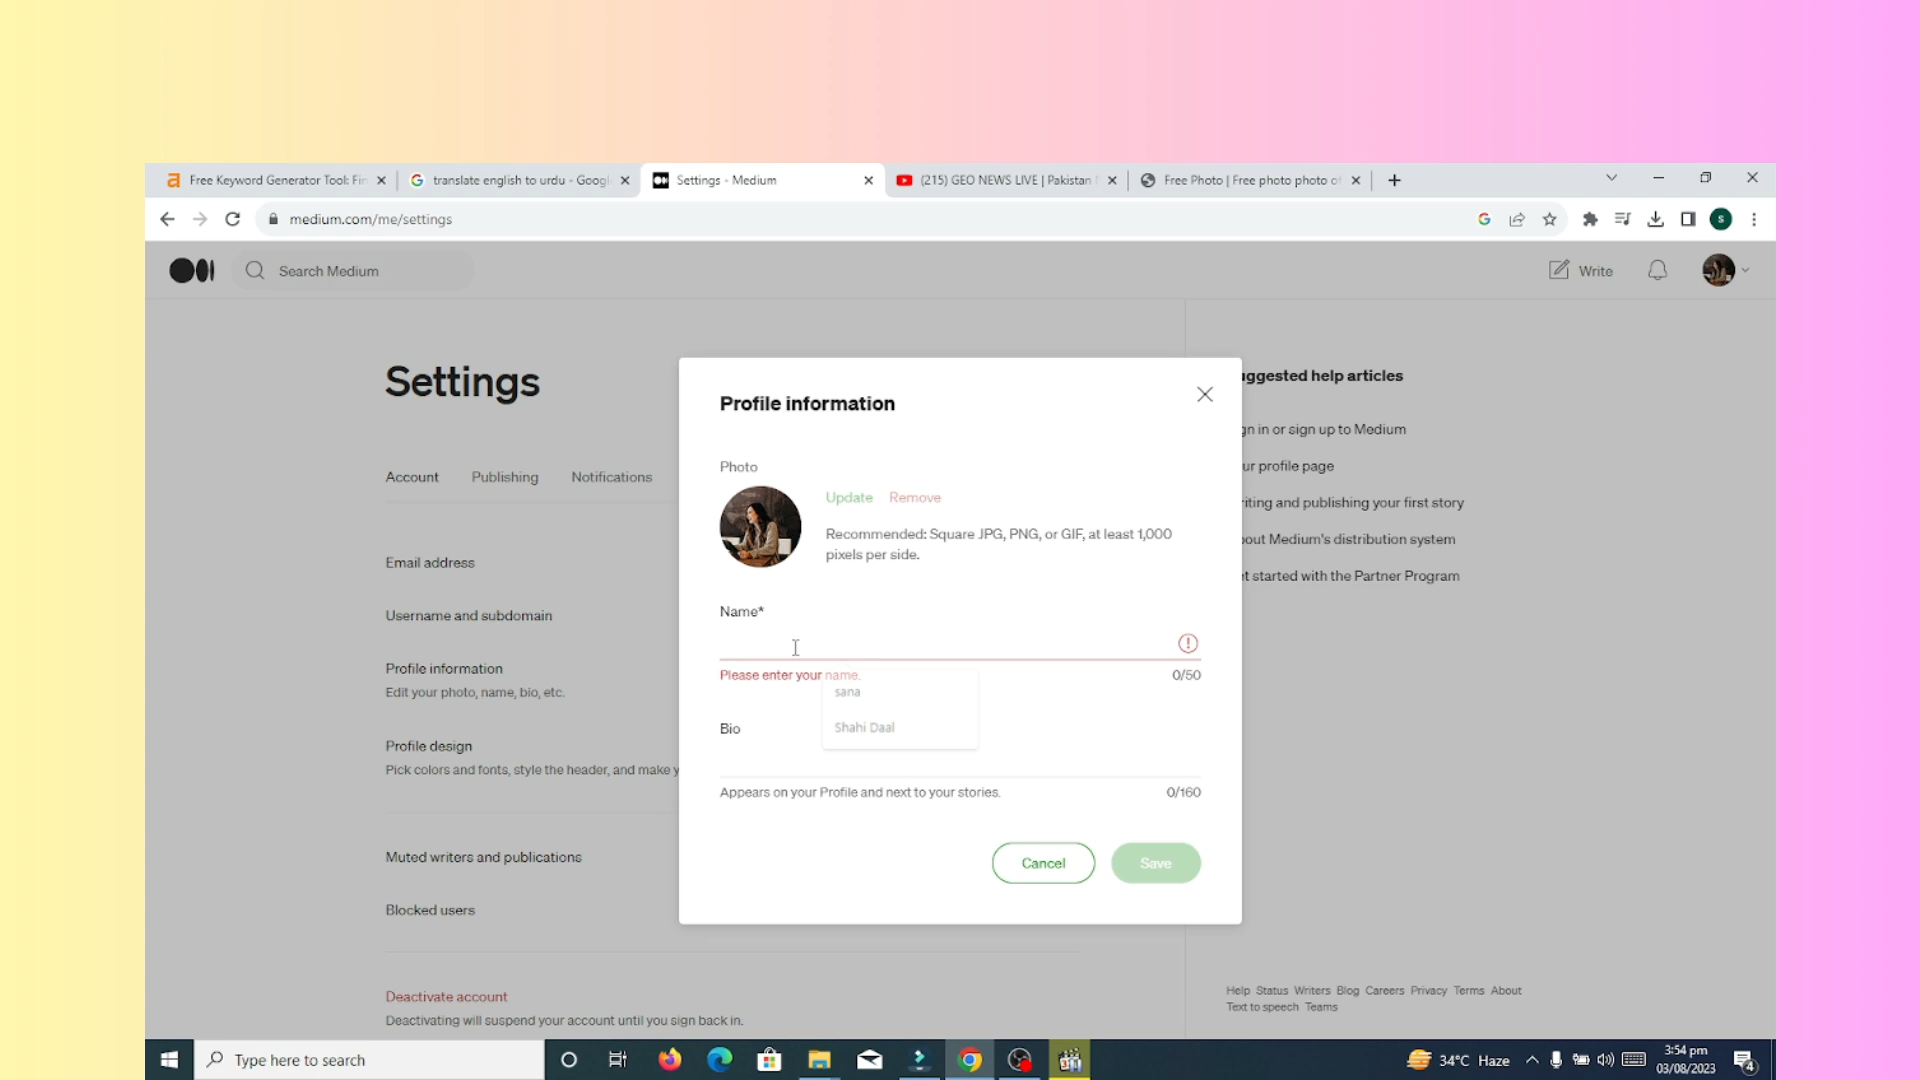 Free Keyword Generator Tool: Fin
translate english to urdu - Googl
Settings - Medium
(215) GEO NEWS LIVE | Pakistan
Free Photo | Free photo photo o
medium.com/me/settings
S
Search Medium
Write
Settings
Account Publishing Notifications
Email address
Username and subdomain
Profile information
Edit your photo, name, bio, etc.
Profile design
Pick colors and fonts, style the header, and make y
Muted writers and publications
Blocked users
Deactivate account
Deactivating will suspend your account until you sign back in.
Profile information
Photo
Update Remove
Recommended: Square JPG, PNG, or GIF, at least 1,000
pixels per side.
Name*
Please enter your name.
0/50
sana
Shahi Daal
Bio
Appears on your Profile and next to your stories.
0/160
Cancel Save
uggested help articles
gn in or sign up to Medium
ur profile page
iting and publishing your first story
out Medium's distribution system
t started with the Partner Program
Help Status Writers Blog Careers Privacy Terms About
Text to speech Teams
Type here to search
34°C Haze
3:54 pm
03/08/2023
4